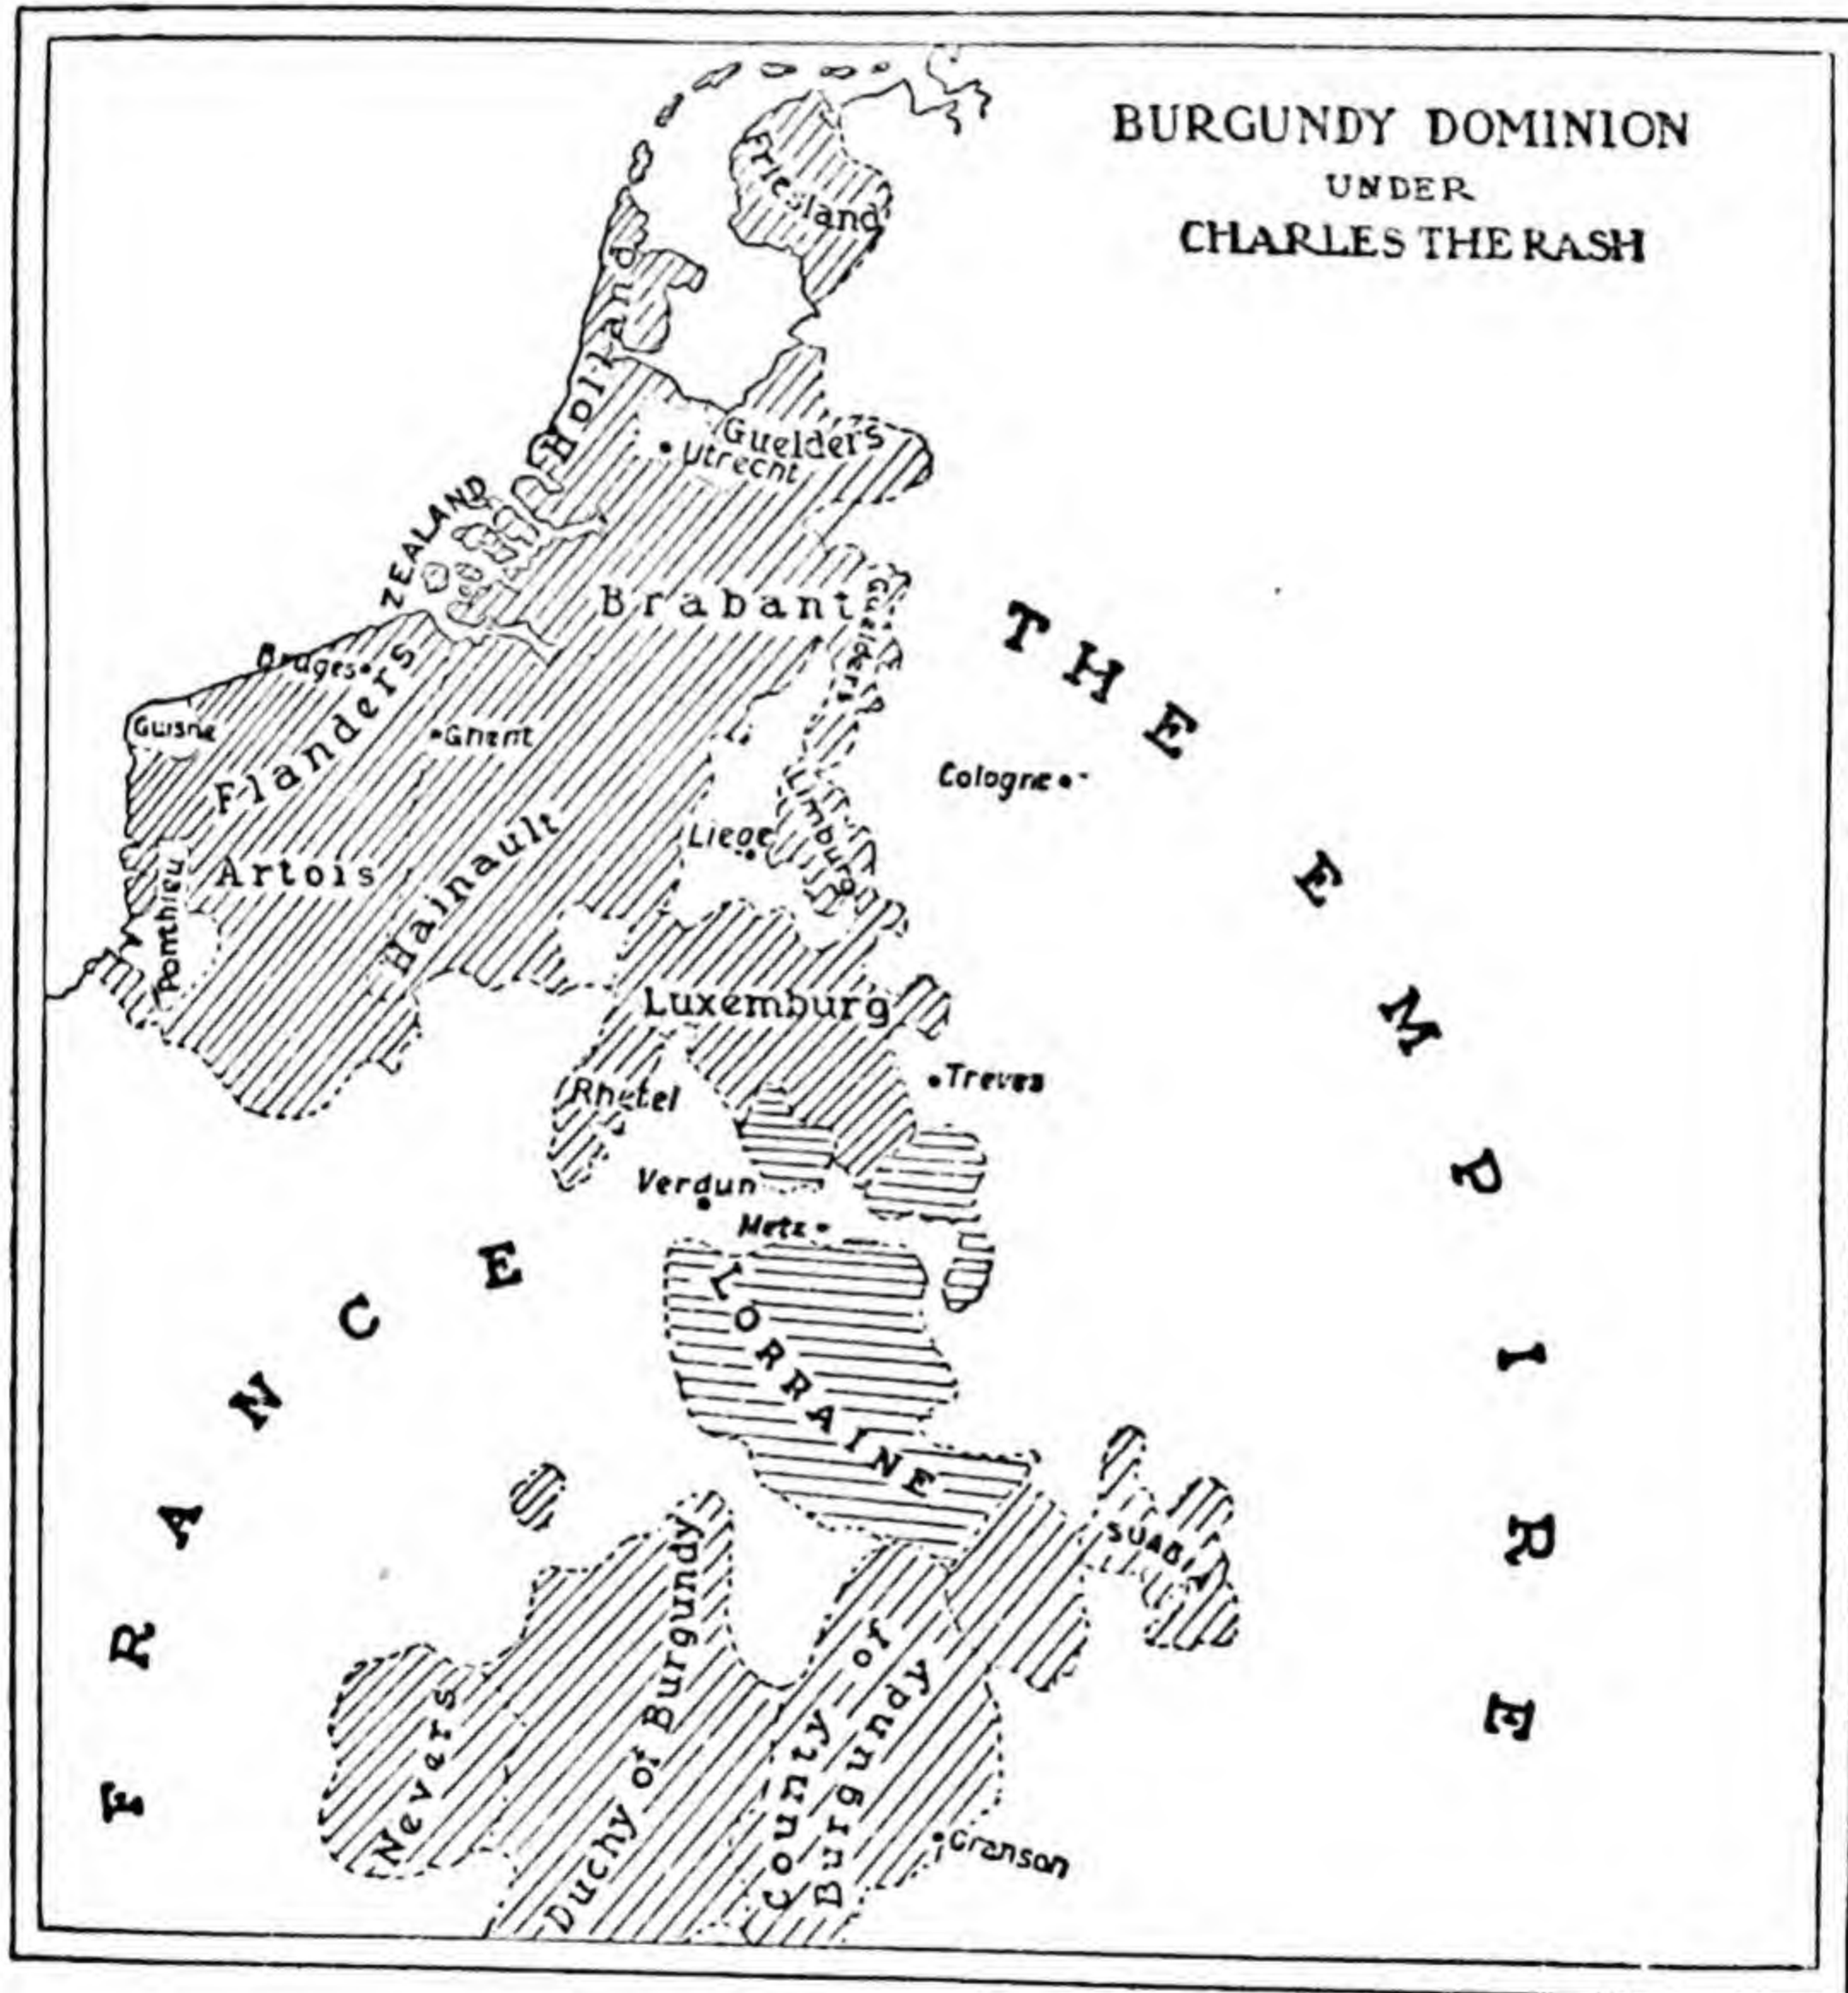 BURGUNDY DOMINION
UNDER
CHARLES THE RASH
Friesland
Holland
Guelders
Utrecht
ZEALAND
Brabant
Guelders
Bruges
Flanders
Guisne
Ghent
THE EMPIRE
Cologne
Limburg
Liege
Hainault
Artois
Ponthieu
Luxemburg
Treves
Rhetel
Verdun
Metz
FRANCE
LORRAINE
Duchy of Burgundy
County of
Burgundy
Nevers
Granson